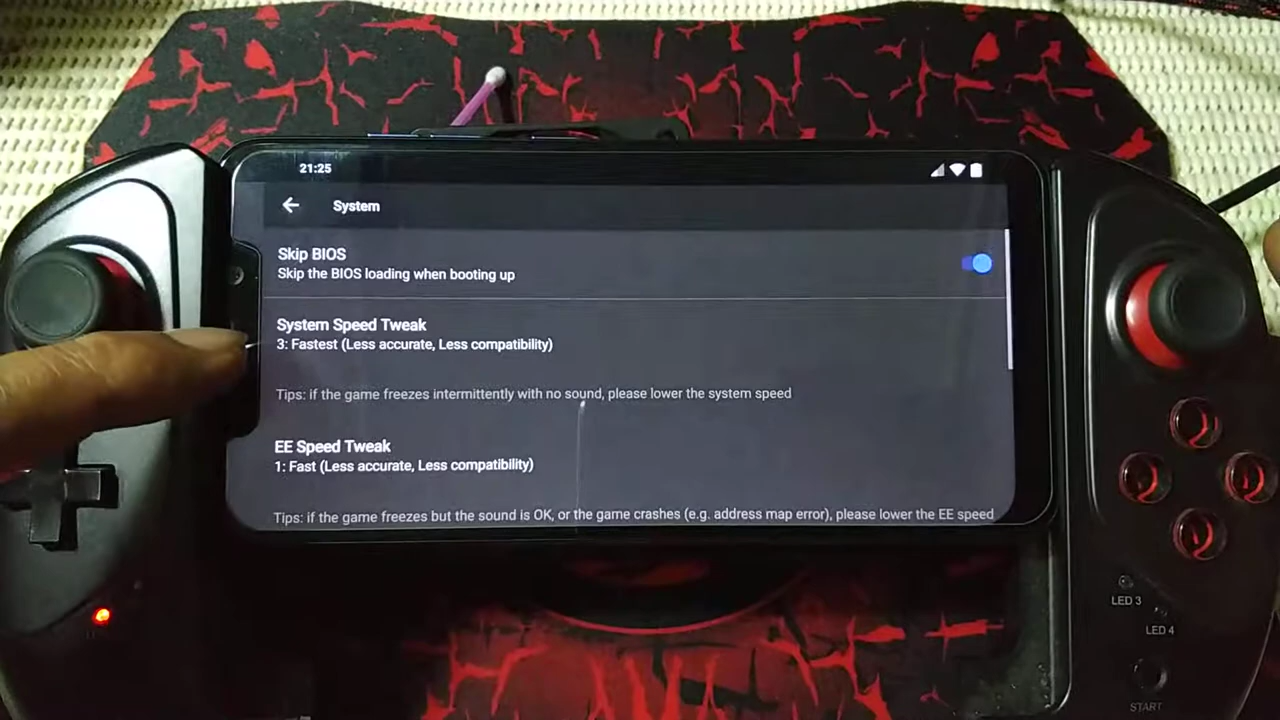 21:25
System
Skip BIOS
Skip the BIOS loading when booting up
System Speed Tweak
3: Fastest (Less accurate, Less compatibility)
Tips: if the game freezes intermittently with no sound, please lower the system speed
EE Speed Tweak
1: Fast (Less accurate, Less compatibility)
Tips: if the game freezes but the sound is OK, or the game crashes (e.g. address map error), please lower the EE speed
LED 3
LED 4
START